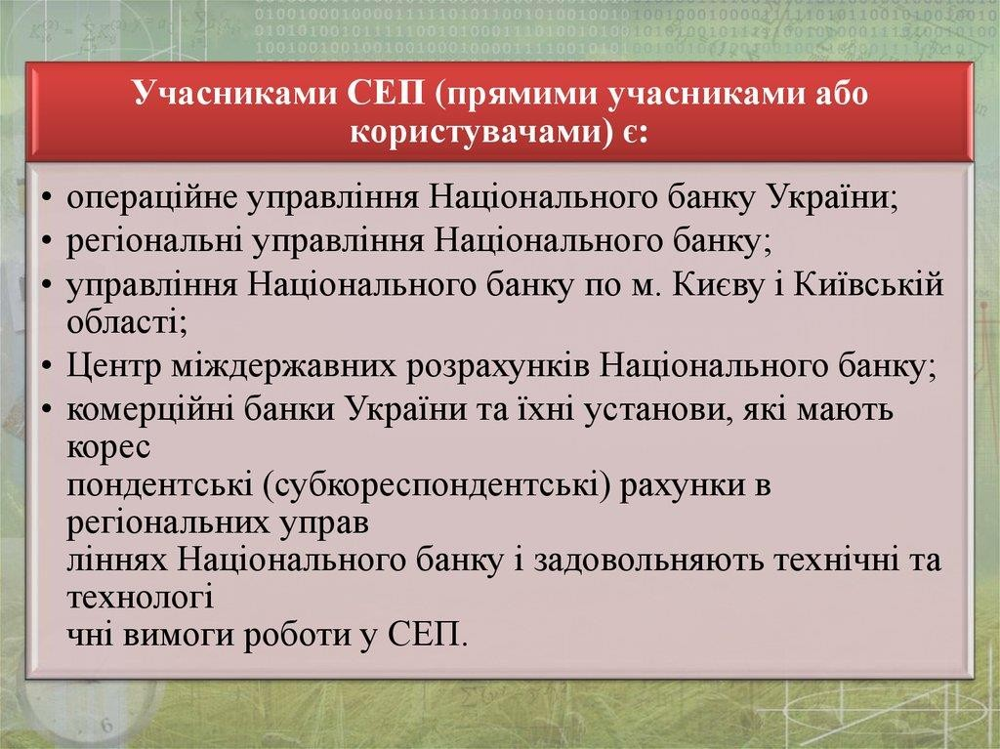 Учасниками СЕП (прямими учасниками або
користувачами) є:
• операційне управління Національного банку України;
• регіональні управління Національного банку;
• управління Національного банку по м. Києву і Київській
області;
• Центр міждержавних розрахунків Національного банку;
• комерційні банки України та їхні установи, які мають
корес
пондентські (субкореспондентські) рахунки в
регіональних управ
ліннях Національного банку і задовольняють технічні та
технологі
чні вимоги роботи у СЕП.